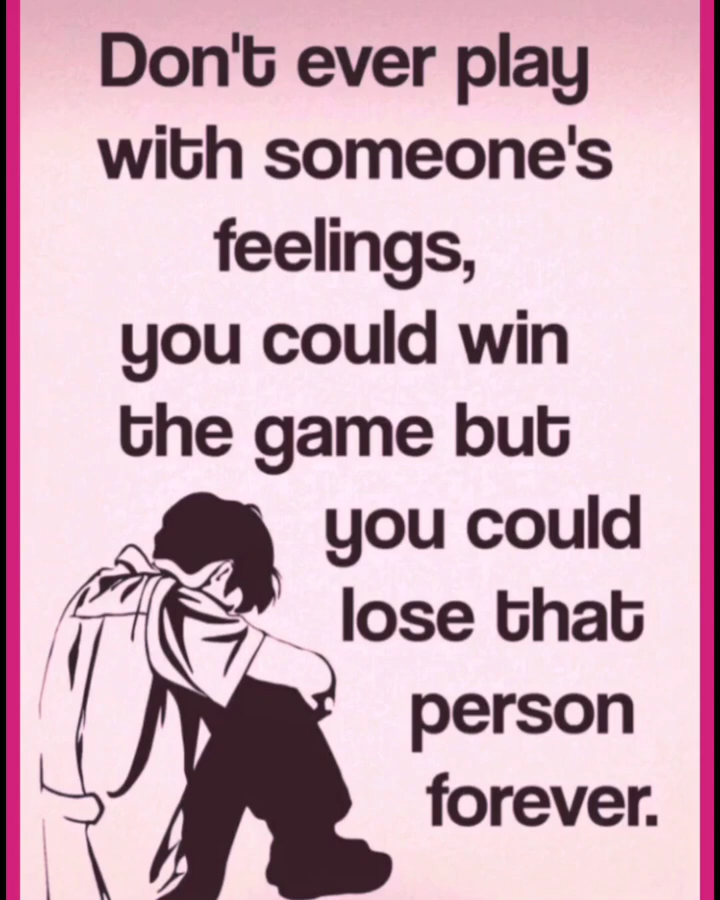 Don't ever play
with someone's
feelings,
you could win
the game but
you could
lose that
person
forever.